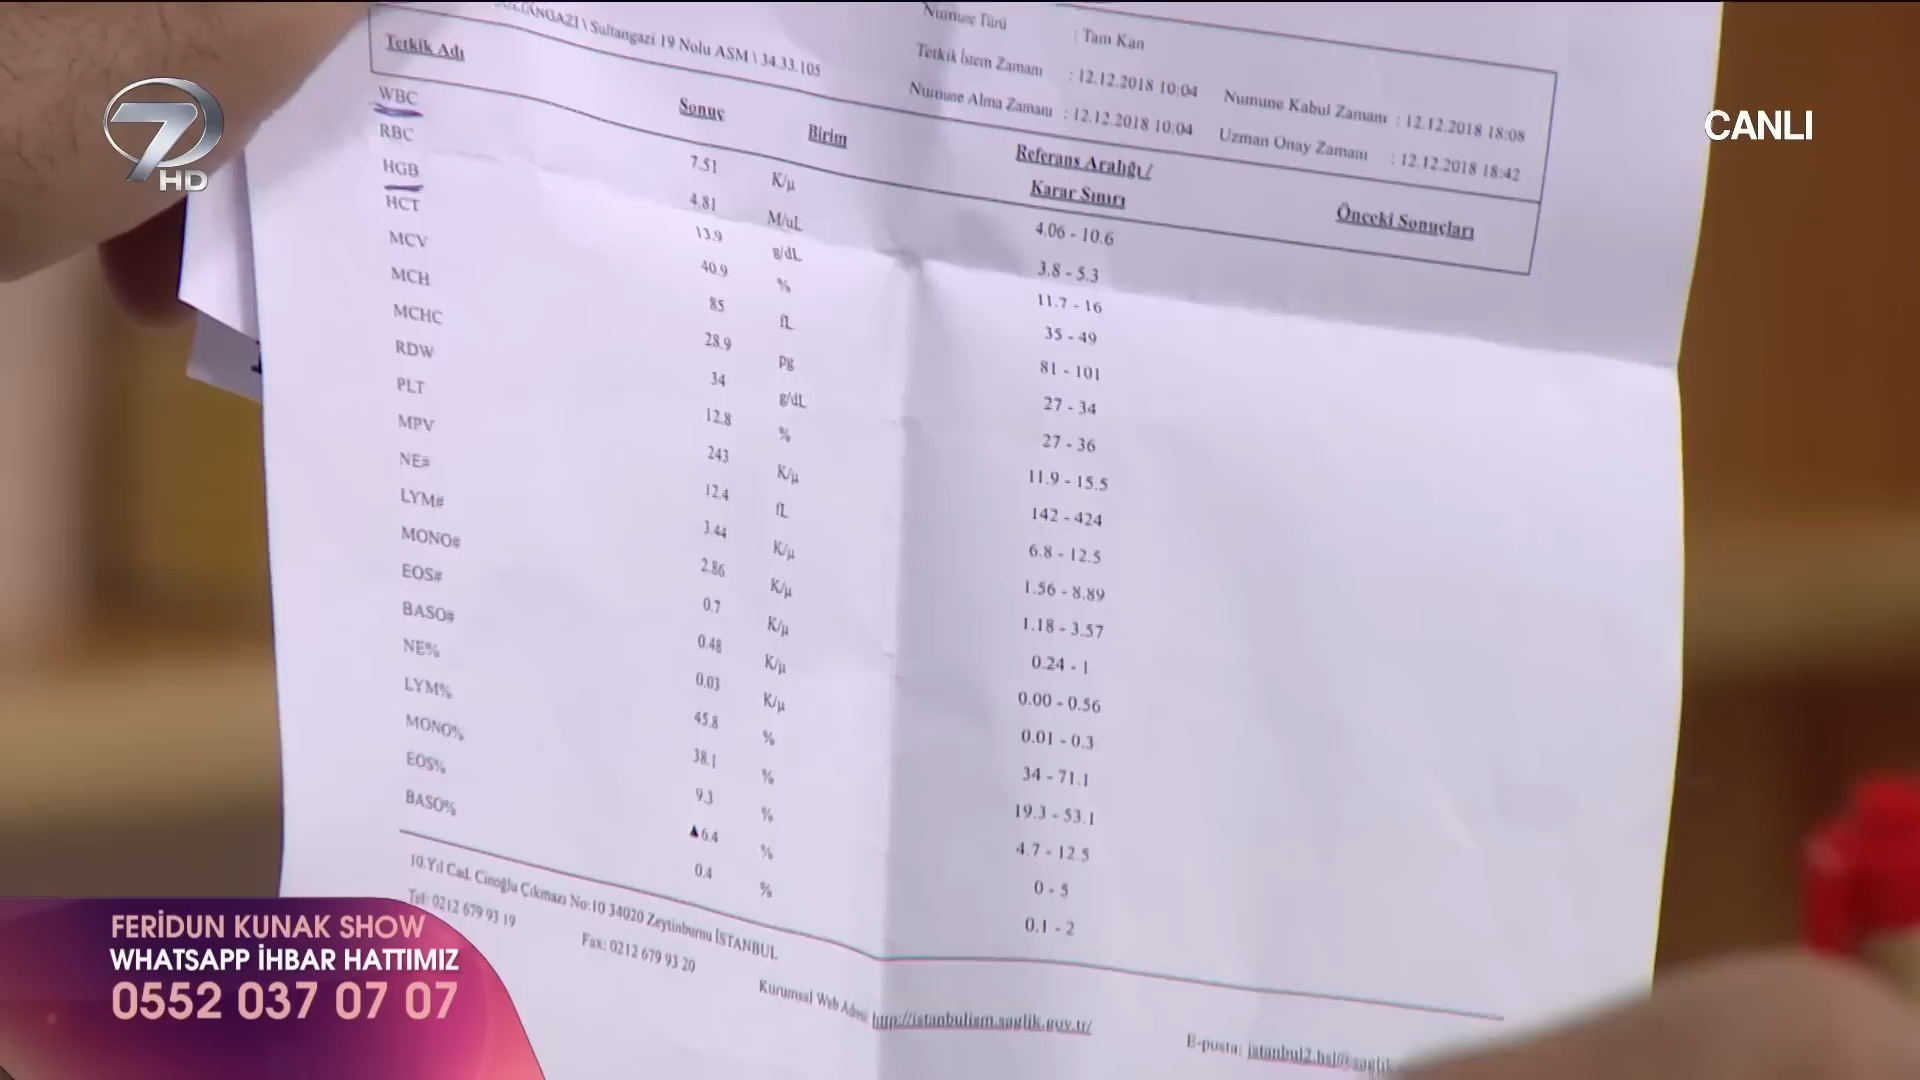 SULTANGAZİ \ Sultangazi 19 Nolu ASM \ 34.33.105
Numune Türü : Tam Kan
Tetkik İstem Zamanı : 12.12.2018 10:04 Numune Kabul Zamanı : 12.12.2018 18:08
Numune Alma Zamanı : 12.12.2018 10:04 Uzman Onay Zamanı : 12.12.2018 18:42
Tetkik Adı Sonuç Birim Referans Aralığı/ Önceki Sonuçları
Karar Sınırı
WBC 7.51 K/µ 4.06 - 10.6
RBC 4.81 M/uL 3.8 - 5.3
HGB 13.9 g/dL 11.7 - 16
HCT 40.9 % 35 - 49
MCV 85 fL 81 - 101
MCH 28.9 pg 27 - 34
MCHC 34 g/dL 27 - 36
RDW 12.8 % 11.9 - 15.5
PLT 243 K/µ 142 - 424
MPV 12.4 fL 6.8 - 12.5
NE# 3.44 K/µ 1.56 - 8.89
LYM# 2.86 K/µ 1.18 - 3.57
MONO# 0.7 K/µ 0.24 - 1
EOS# 0.48 K/µ 0.00 - 0.56
BASO# 0.03 K/µ 0.01 - 0.3
NE% 45.8 % 34 - 71.1
LYM% 38.1 % 19.3 - 53.1
MONO% 9.3 % 4.7 - 12.5
EOS% ▲6.4 % 0 - 5
BASO% 0.4 % 0.1 - 2
10.Yıl Cad. Cinoğlu Çıkmazı No:10 34020 Zeytinburnu İSTANBUL
Tel: 0212 679 93 19 Fax: 0212 679 93 20
Kurumsal Web Adresi http://istanbulism.saglik.gov.tr/ E-posta:
7 HD
CANLI
FERİDUN KUNAK SHOW
WHATSAPP İHBAR HATTIMIZ
0552 037 07 07